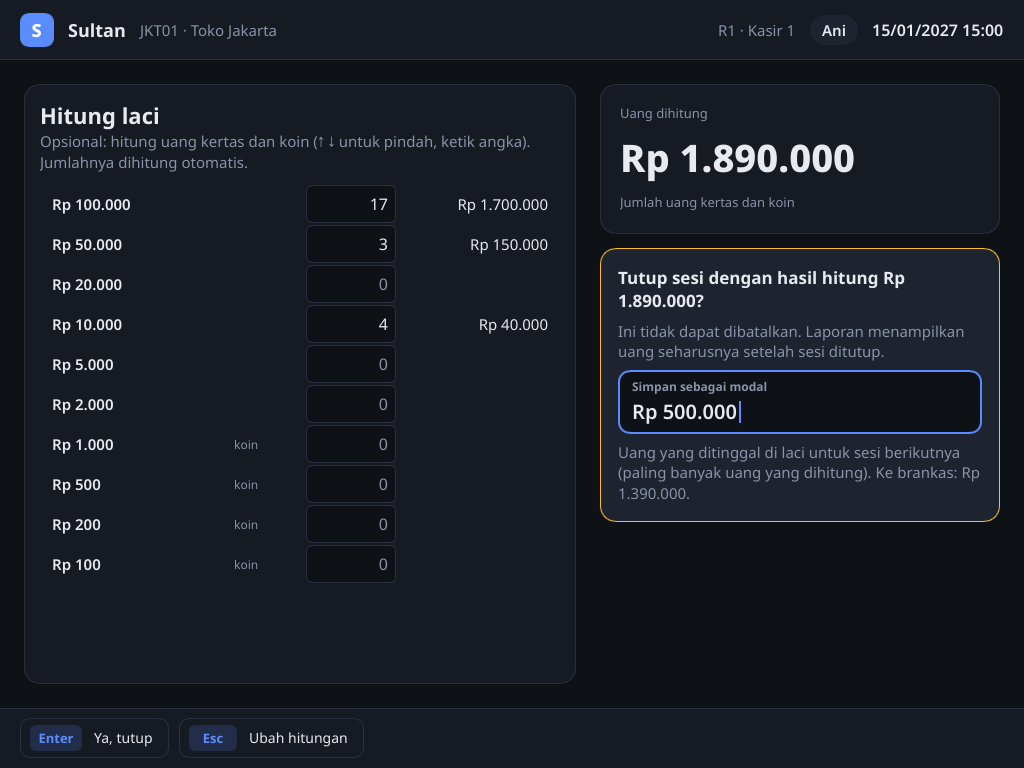 S Sultan JKT01 · Toko Jakarta R1 · Kasir 1 Ani 15/01/2027 15:00
Hitung laci
Opsional: hitung uang kertas dan koin (↑ ↓ untuk pindah, ketik angka).
Jumlahnya dihitung otomatis.
Rp 100.000 17 Rp 1.700.000
Rp 50.000 3 Rp 150.000
Rp 20.000 0
Rp 10.000 4 Rp 40.000
Rp 5.000 0
Rp 2.000 0
Rp 1.000 koin 0
Rp 500 koin 0
Rp 200 koin 0
Rp 100 koin 0
Uang dihitung
Rp 1.890.000
Jumlah uang kertas dan koin
Tutup sesi dengan hasil hitung Rp
1.890.000?
Ini tidak dapat dibatalkan. Laporan menampilkan
uang seharusnya setelah sesi ditutup.
Simpan sebagai modal
Rp 500.000
Uang yang ditinggal di laci untuk sesi berikutnya
(paling banyak uang yang dihitung). Ke brankas: Rp
1.390.000.
Enter Ya, tutup Esc Ubah hitungan